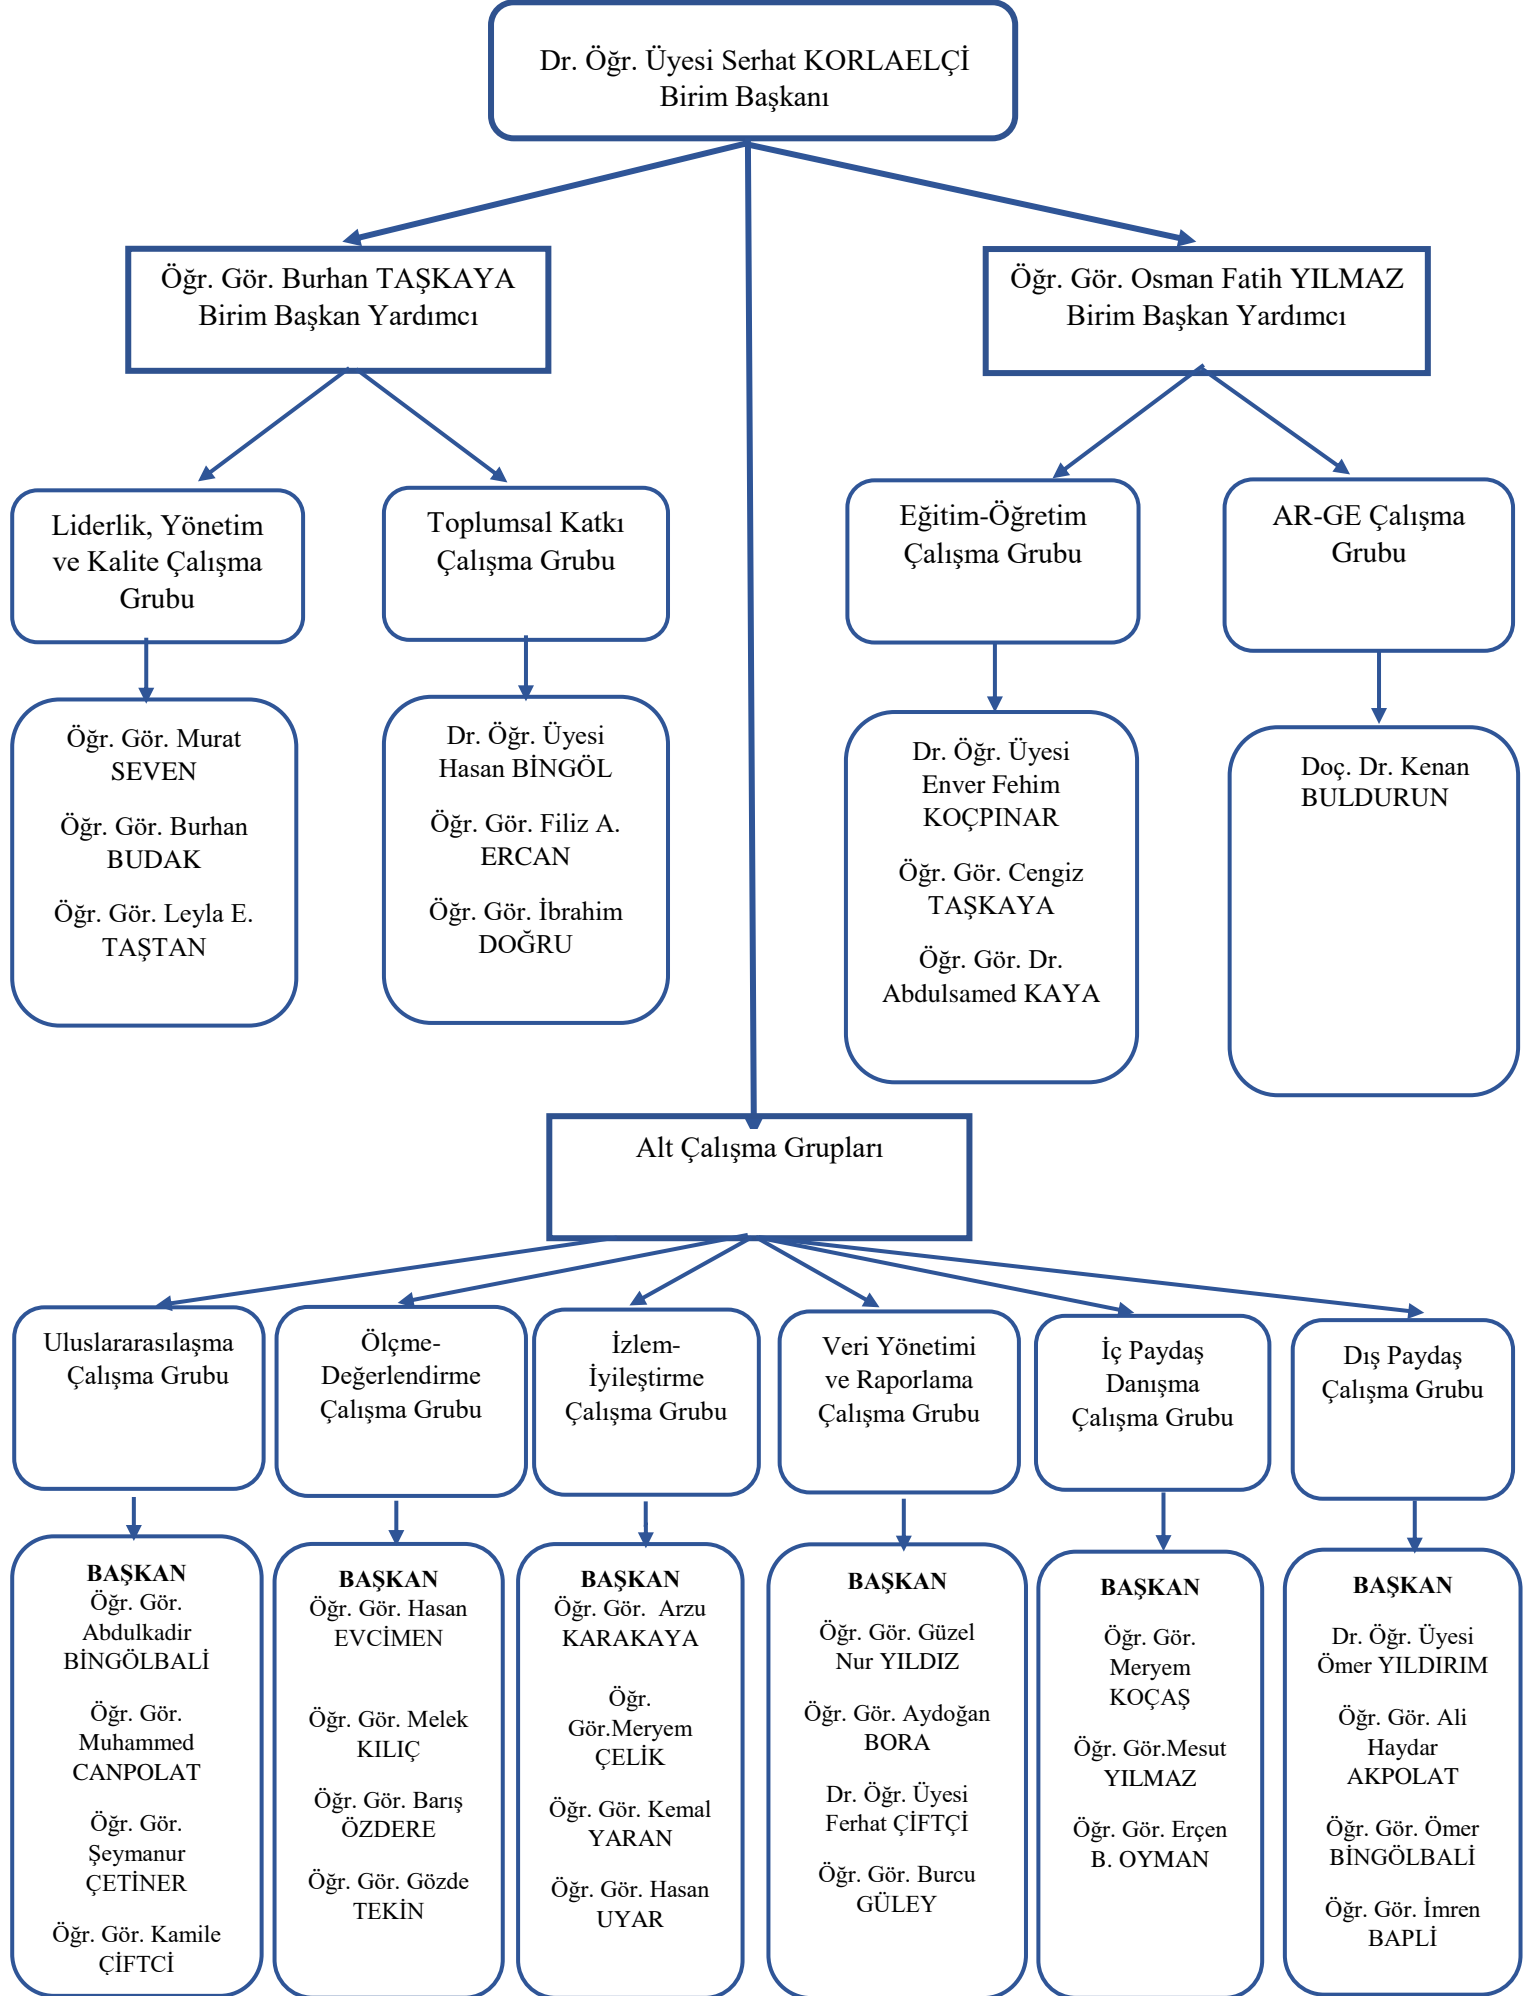 Dr. Öğr. Üyesi Serhat KORLAELÇİ
Birim Başkanı
Öğr. Gör. Burhan TAŞKAYA
Birim Başkan Yardımcı
Öğr. Gör. Osman Fatih YILMAZ
Birim Başkan Yardımcı
Liderlik, Yönetim
ve Kalite Çalışma
Grubu
Toplumsal Katkı
Çalışma Grubu
Eğitim-Öğretim
Çalışma Grubu
AR-GE Çalışma
Grubu
Öğr. Gör. Murat
SEVEN
Öğr. Gör. Burhan
BUDAK
Öğr. Gör. Leyla E.
TAŞTAN
Dr. Öğr. Üyesi
Hasan BİNGÖL
Öğr. Gör. Filiz A.
ERCAN
Öğr. Gör. İbrahim
DOĞRU
Dr. Öğr. Üyesi
Enver Fehim
KOÇPINAR
Öğr. Gör. Cengiz
TAŞKAYA
Öğr. Gör. Dr.
Abdulsamed KAYA
Doç. Dr. Kenan
BULDURUN
Alt Çalışma Grupları
Uluslararasılaşma
Çalışma Grubu
Ölçme-
Değerlendirme
Çalışma Grubu
İzlem-
İyileştirme
Çalışma Grubu
Veri Yönetimi
ve Raporlama
Çalışma Grubu
İç Paydaş
Danışma
Çalışma Grubu
Dış Paydaş
Çalışma Grubu
BAŞKAN
Öğr. Gör.
Abdulkadir
BİNGÖLBALİ
Öğr. Gör.
Muhammed
CANPOLAT
Öğr. Gör.
Şeymanur
ÇETİNER
Öğr. Gör. Kamile
ÇİFTCİ
BAŞKAN
Öğr. Gör. Hasan
EVCİMEN
Öğr. Gör. Melek
KILIÇ
Öğr. Gör. Barış
ÖZDERE
Öğr. Gör. Gözde
TEKİN
BAŞKAN
Öğr. Gör. Arzu
KARAKAYA
Öğr.
Gör.Meryem
ÇELİK
Öğr. Gör. Kemal
YARAN
Öğr. Gör. Hasan
UYAR
BAŞKAN
Öğr. Gör. Güzel
Nur YILDIZ
Öğr. Gör. Aydoğan
BORA
Dr. Öğr. Üyesi
Ferhat ÇİFTÇİ
Öğr. Gör. Burcu
GÜLEY
BAŞKAN
Öğr. Gör.
Meryem
KOÇAŞ
Öğr. Gör.Mesut
YILMAZ
Öğr. Gör. Erçen
B. OYMAN
BAŞKAN
Dr. Öğr. Üyesi
Ömer YILDIRIM
Öğr. Gör. Ali
Haydar
AKPOLAT
Öğr. Gör. Ömer
BİNGÖLBALİ
Öğr. Gör. İmren
BAPLİ